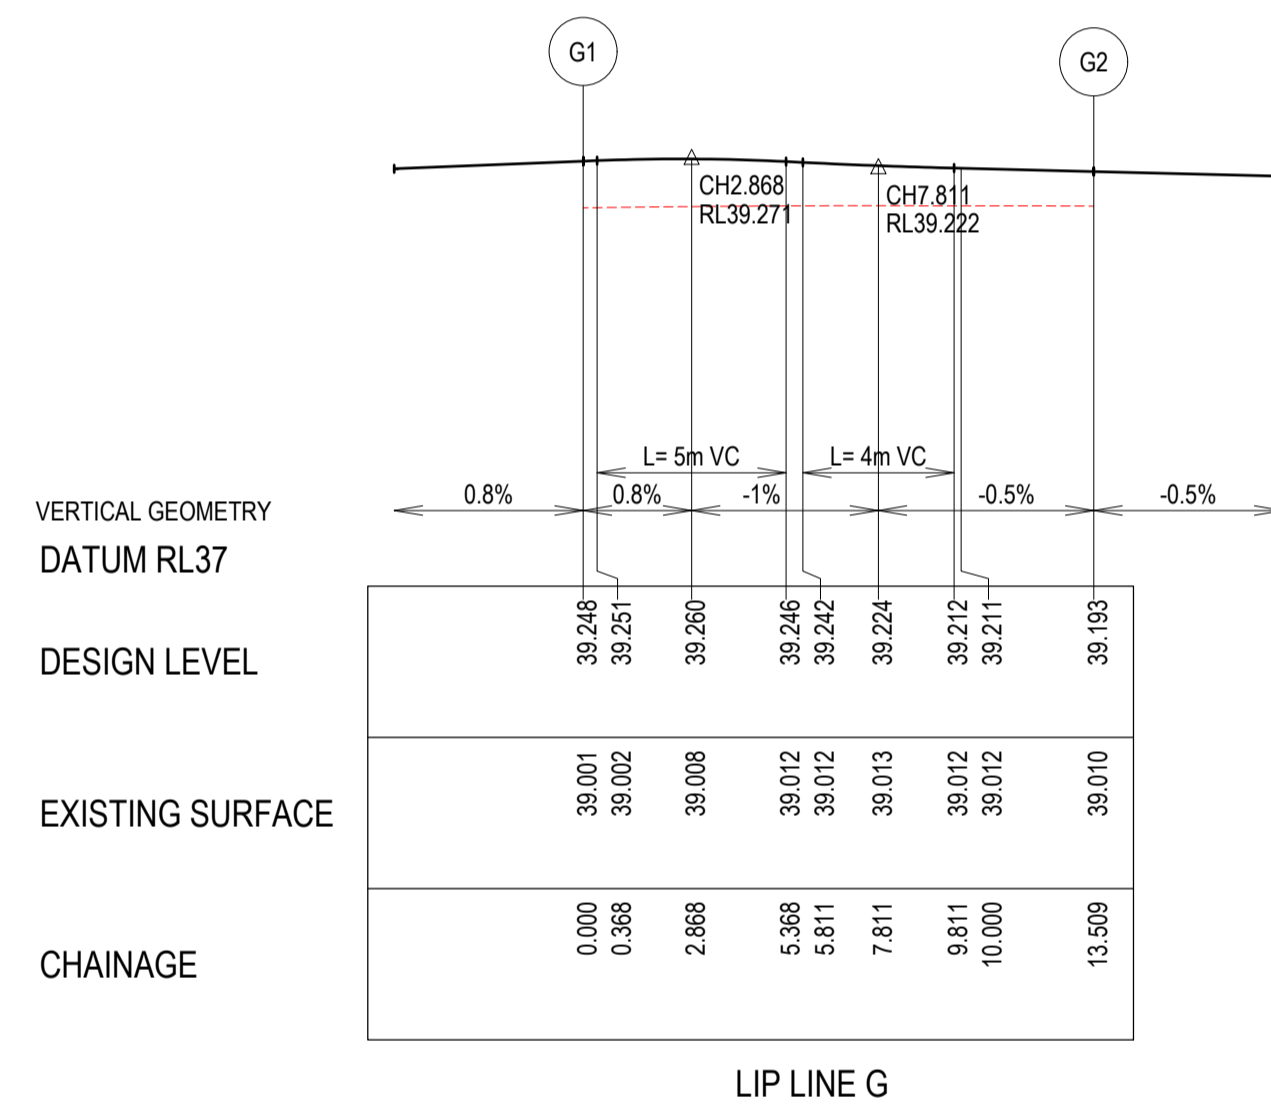 G1
G2
CH2.868
RL39.271
CH7.811
RL39.222
L= 5m VC
L= 4m VC
VERTICAL GEOMETRY
0.8%
0.8%
-1%
-0.5%
-0.5%
DATUM RL37
DESIGN LEVEL
39.248
39.251
39.260
39.246
39.242
39.224
39.212
39.211
39.193
EXISTING SURFACE
39.001
39.002
39.008
39.012
39.012
39.013
39.012
39.012
39.010
CHAINAGE
0.000
0.368
2.868
5.368
5.811
7.811
9.811
10.000
13.509
LIP LINE G